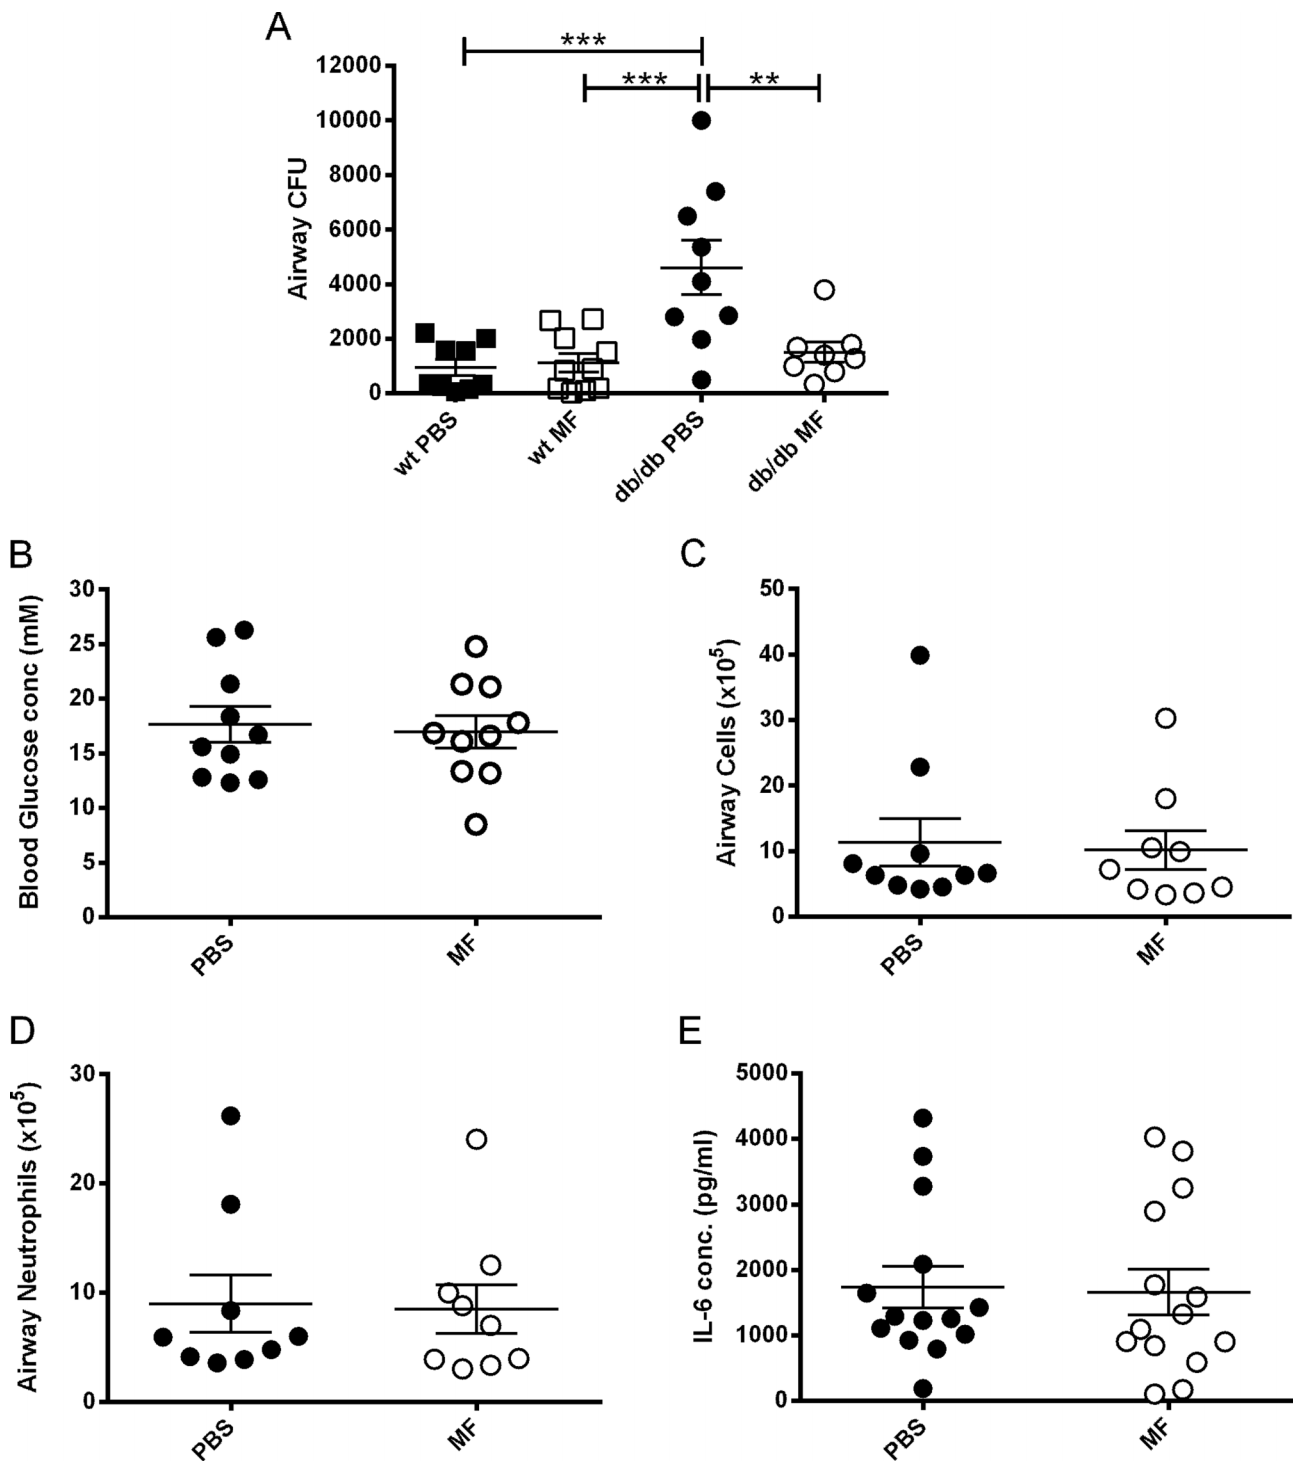 A
***
*** **
12000
10000
8000
6000
4000
2000
0
Airway CFU
wt PBS
wt MF
db/db PBS
db/db MF
B
30
25
20
15
10
5
0
Blood Glucose conc (mM)
PBS
MF
C
50
40
30
20
10
0
Airway Cells (x10⁵)
PBS
MF
D
30
20
10
0
Airway Neutrophils (x10⁵)
PBS
MF
E
5000
4000
3000
2000
1000
0
IL-6 conc. (pg/ml)
PBS
MF